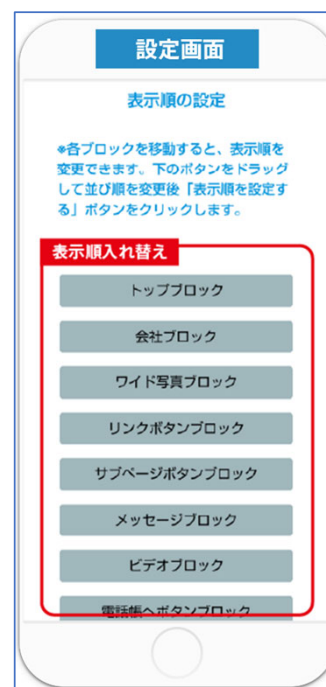 設定画面
表示順の設定
※各ブロックを移動すると、表示順を
変更できます。下のボタンをドラッグ
して並び順を変更後「表示順を設定す
る」ボタンをクリックします。
表示順入れ替え
トップブロック
会社ブロック
ワイド写真ブロック
リンクボタンブロック
サブページボタンブロック
メッセージブロック
ビデオブロック
電話帳へボタンブロック